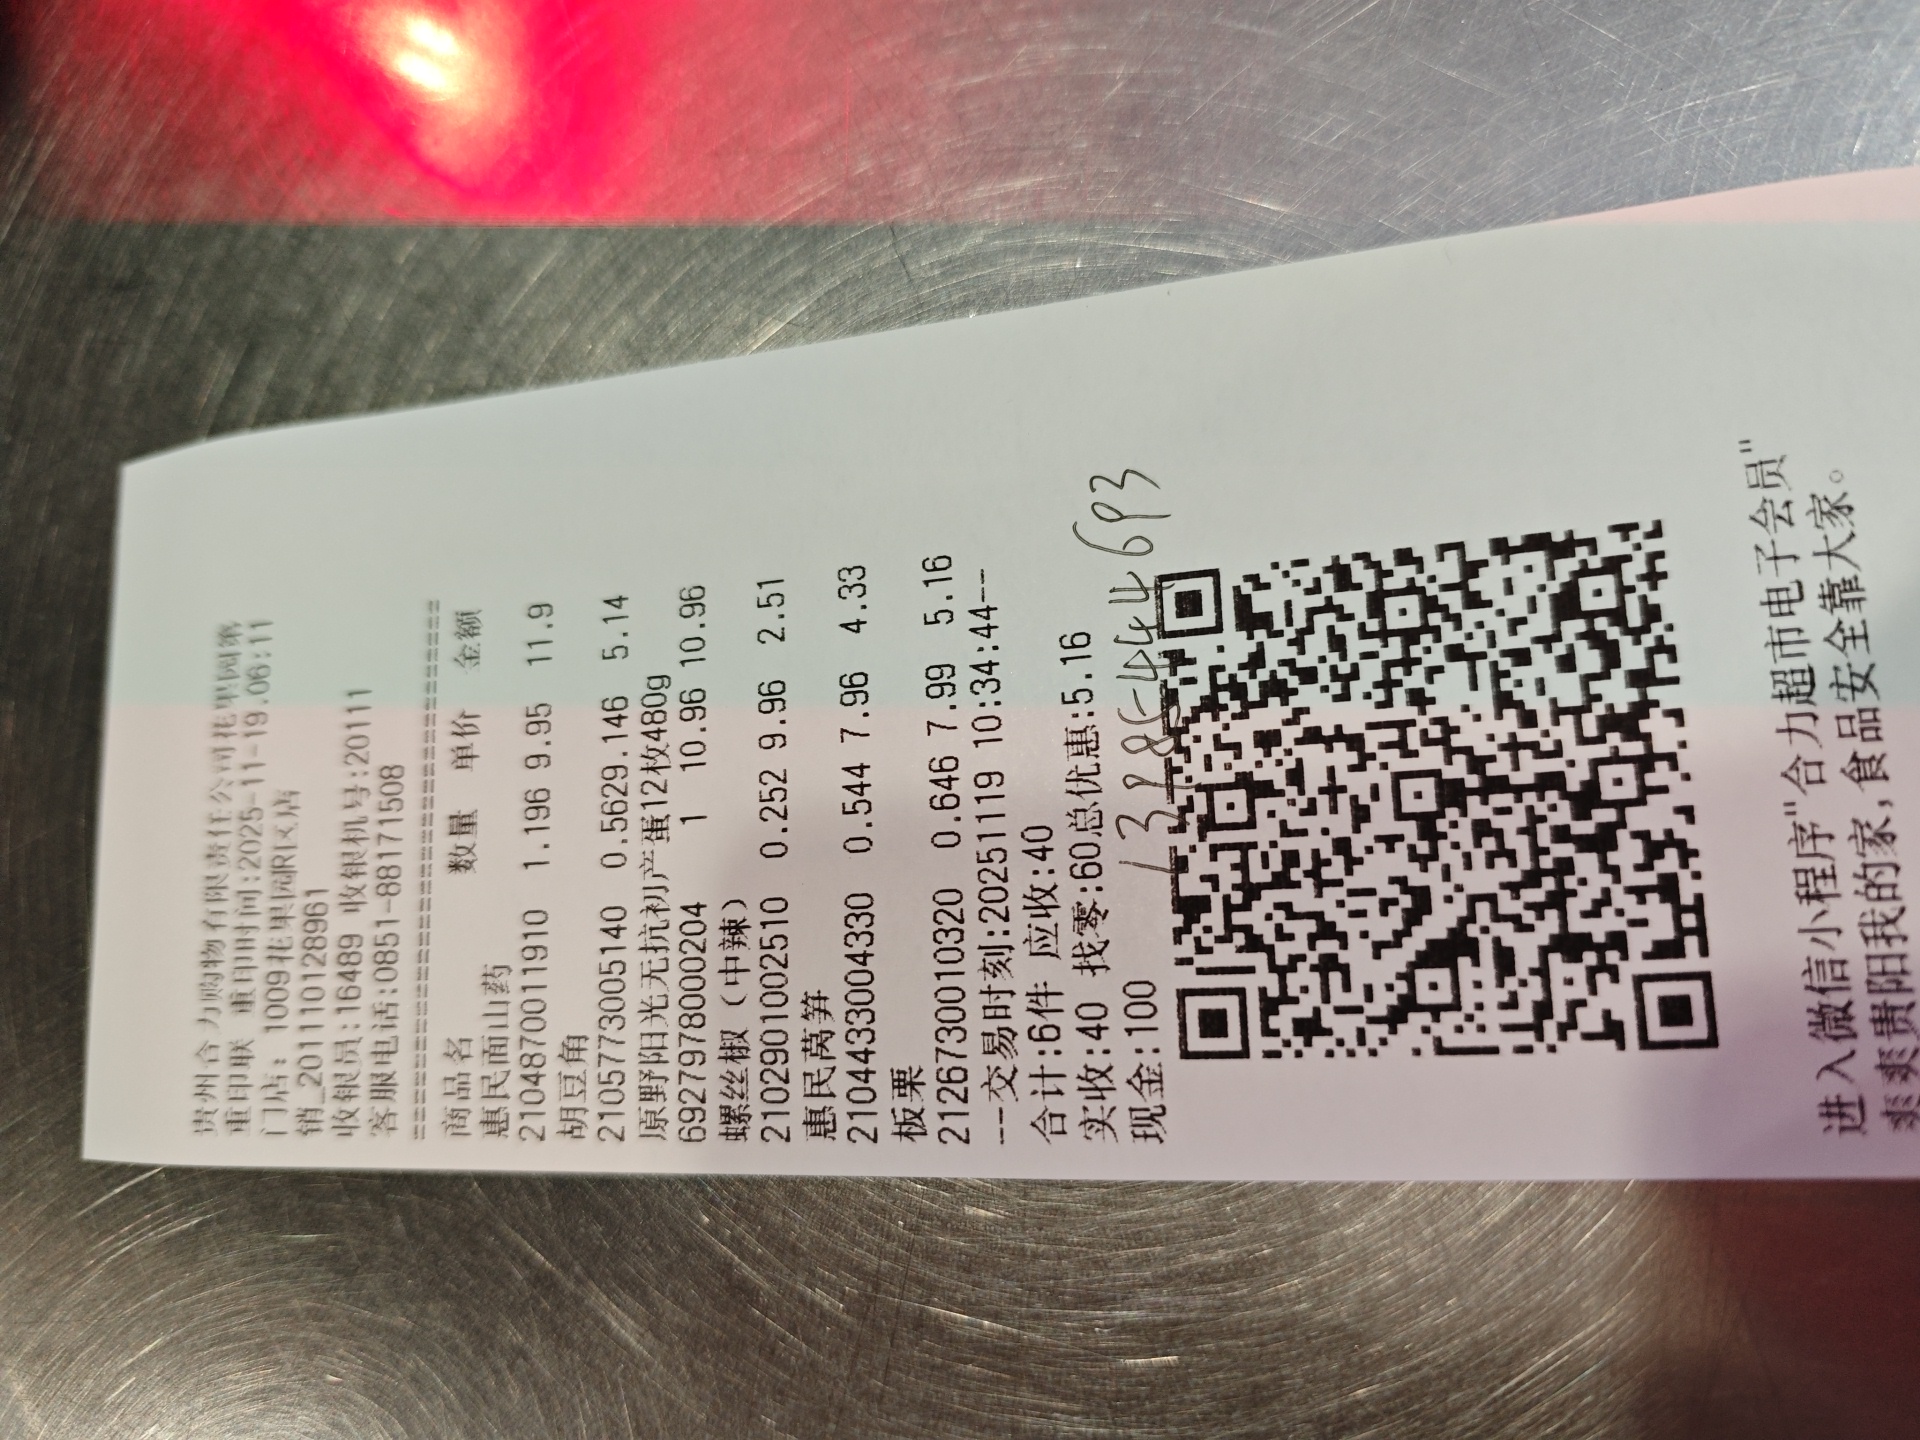 贵州合力购物有限责任公司花果园第
重印联 重印时间:2025-11-19.06:11
门店: 1009花果园R1区店
销_201110128961
收银员:16489 收银机号:20111
客服电话:0851-88171508
==========================
商品名 数量 单价 金额
惠民面山药
2104870011910 1.196 9.95 11.9
胡豆角
2105773005140 0.5629.146 5.14
原野阳光无抗初产蛋12枚480g
6927978000204 1 10.96 10.96
螺丝椒（中辣）
2102901002510 0.252 9.96 2.51
惠民莴笋
2104433004330 0.544 7.96 4.33
板栗
2126730010320 0.646 7.99 5.16
--交易时刻:20251119 10:34:44--
合计:6件 应收:40
实收:40 找零:60总优惠:5.16
现金:100
1385-4444693
进入微信小程序"合力超市电子会员"
爽爽贵阳我的家,食品安全靠大家。